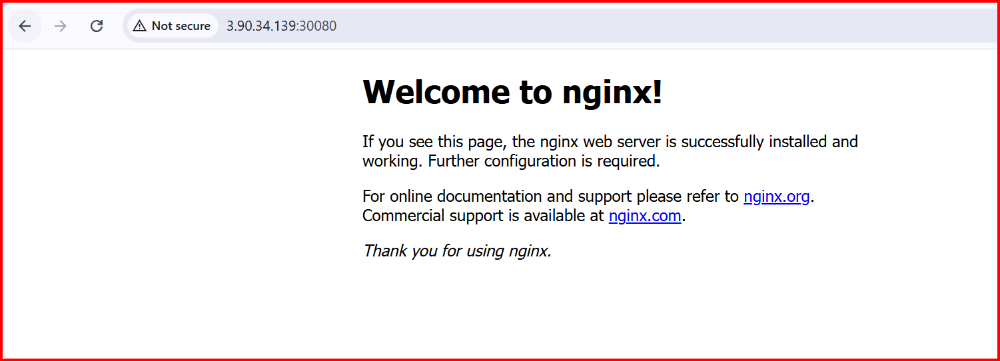 Not secure 3.90.34.139:30080
Welcome to nginx!
If you see this page, the nginx web server is successfully installed and
working. Further configuration is required.
For online documentation and support please refer to nginx.org.
Commercial support is available at nginx.com.
Thank you for using nginx.